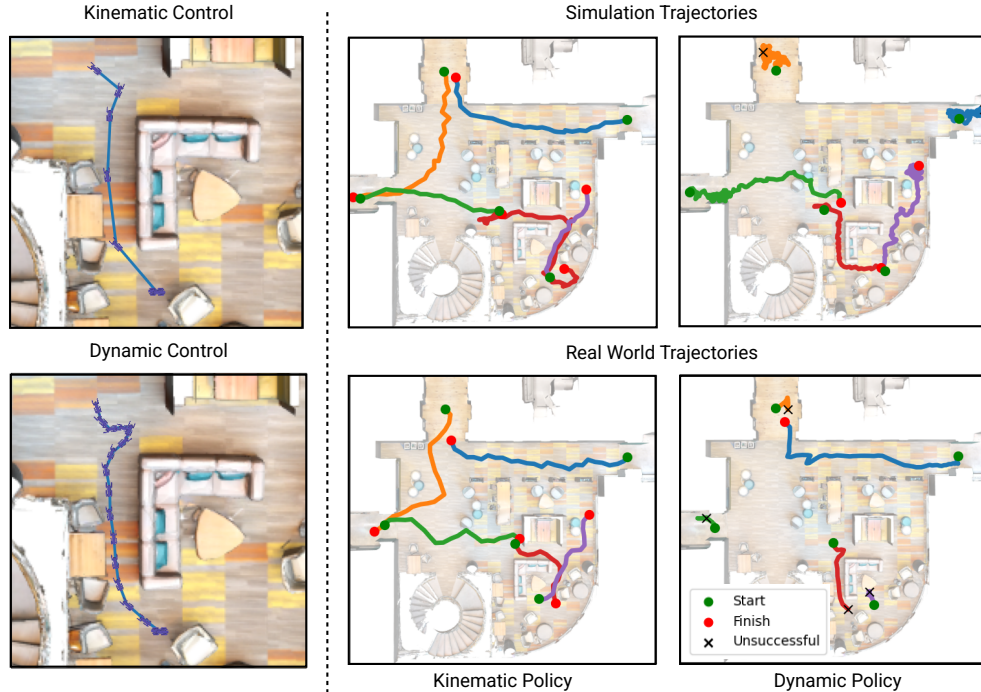 Kinematic Control
Simulation Trajectories
Dynamic Control
Real World Trajectories
Start
Finish
Unsuccessful
Kinematic Policy
Dynamic Policy